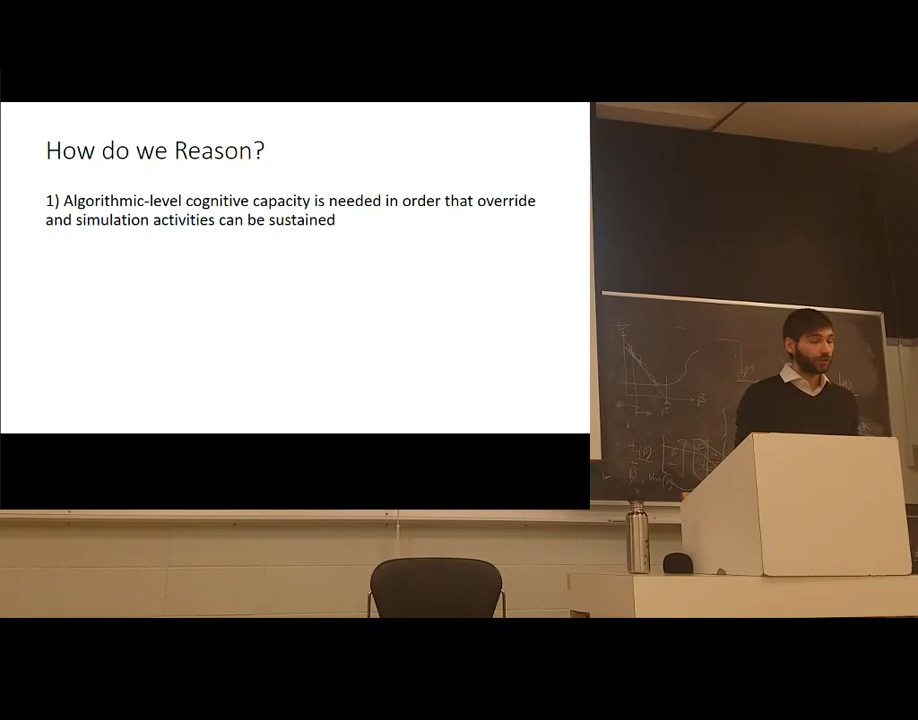 How do we Reason?
1) Algorithmic-level cognitive capacity is needed in order that override
and simulation activities can be sustained
β